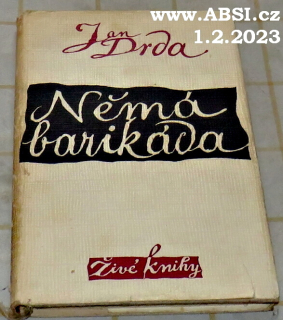 www.ABSI.cz
1.2.2023
Jan
Drda
Němá
barikáda
Živé knihy